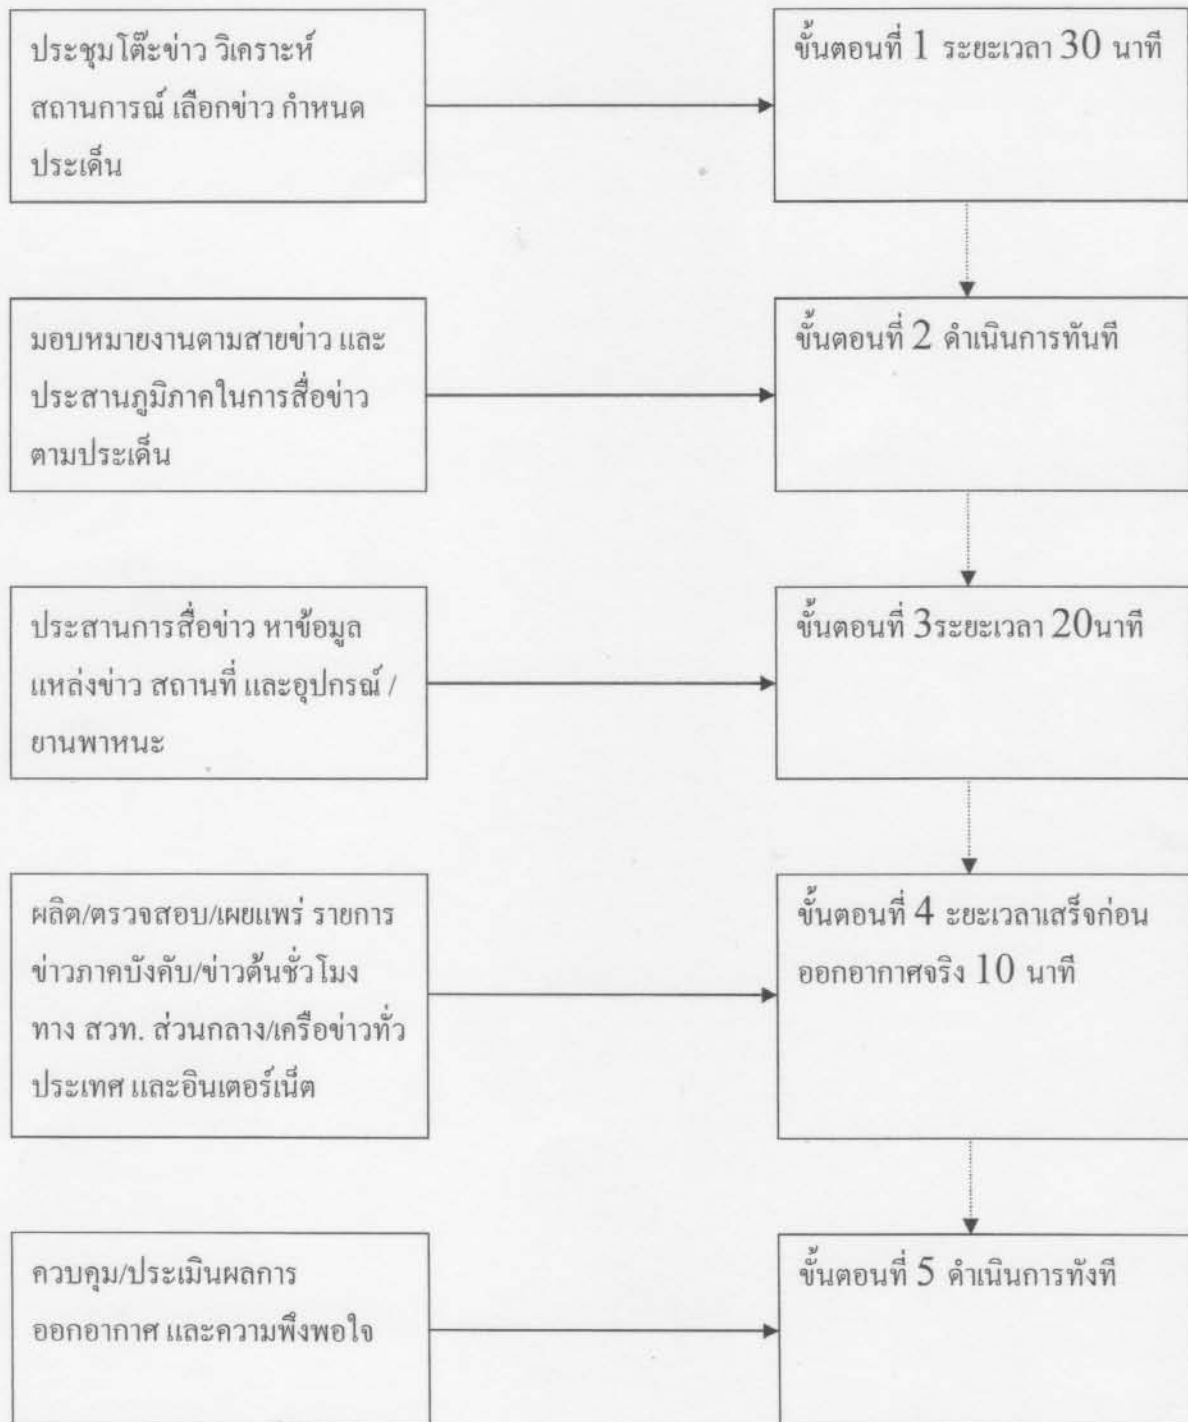 ประชุมโต๊ะข่าว วิเคราะห์
สถานการณ์ เลือกข่าว กำหนด
ประเด็น
ขั้นตอนที่ 1 ระยะเวลา 30 นาที
มอบหมายงานตามสายข่าว และ
ประสานภูมิภาคในการสื่อข่าว
ตามประเด็น
ขั้นตอนที่ 2 ดำเนินการทันที
ประสานการสื่อข่าว หาข้อมูล
แหล่งข่าว สถานที่ และอุปกรณ์ /
ยานพาหนะ
ขั้นตอนที่ 3ระยะเวลา 20นาที
ผลิต/ตรวจสอบ/เผยแพร่ รายการ
ข่าวภาคบังคับ/ข่าวต้นชั่วโมง
ทาง สวท. ส่วนกลาง/เครือข่าวทั่ว
ประเทศ และอินเตอร์เน็ต
ขั้นตอนที่ 4 ะยะเวลาเสร็จก่อน
ออกอากาศจริง 10 นาที
ควบคุม/ประเมินผลการ
ออกอากาศ และความพึงพอใจ
ขั้นตอนที่ 5 ดำเนินการทังที